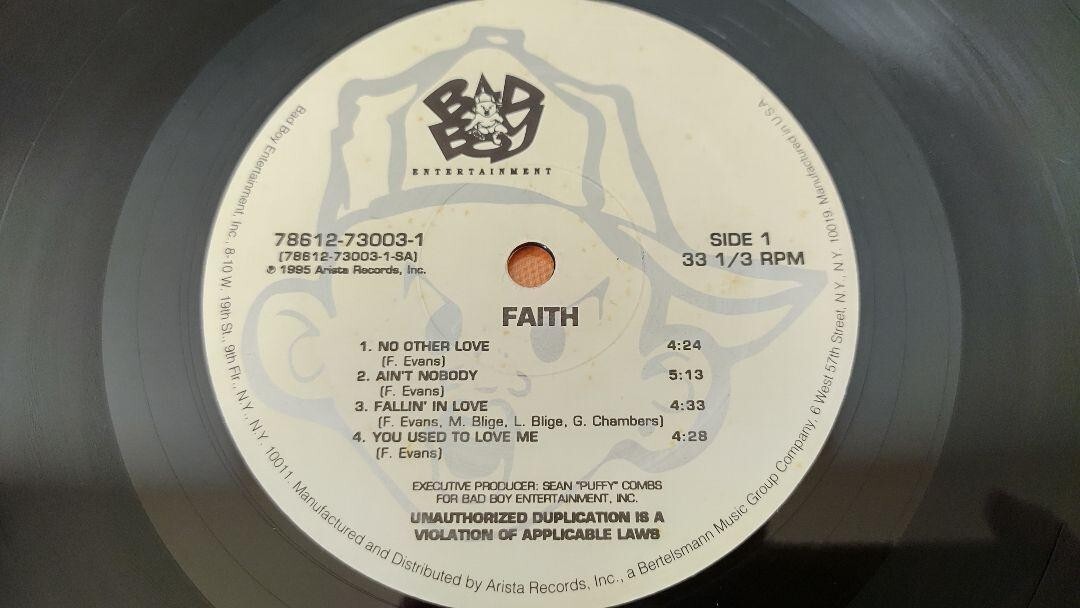 BAD
BOY
ENTERTAINMENT
78612-73003-1
(78612-73003-1-SA)
℗ 1995 Arista Records, Inc.
SIDE 1
33 1/3 RPM
FAITH
1. NO OTHER LOVE 4:24
(F. Evans)
2. AIN'T NOBODY 5:13
(F. Evans)
3. FALLIN' IN LOVE 4:33
(F. Evans, M. Blige, L. Blige, G. Chambers)
4. YOU USED TO LOVE ME 4:28
(F. Evans)
EXECUTIVE PRODUCER: SEAN "PUFFY" COMBS
FOR BAD BOY ENTERTAINMENT, INC.
UNAUTHORIZED DUPLICATION IS A
VIOLATION OF APPLICABLE LAWS
Bad Boy Entertainment, Inc., 8-10 W. 19th St., 9th Flr., N.Y., N.Y. 10011. Manufactured and Distributed by Arista Records, Inc., a Bertelsmann Music Group Company, 6 West 57th Street, N.Y., N.Y. 10019. Manufactured in U.S.A.